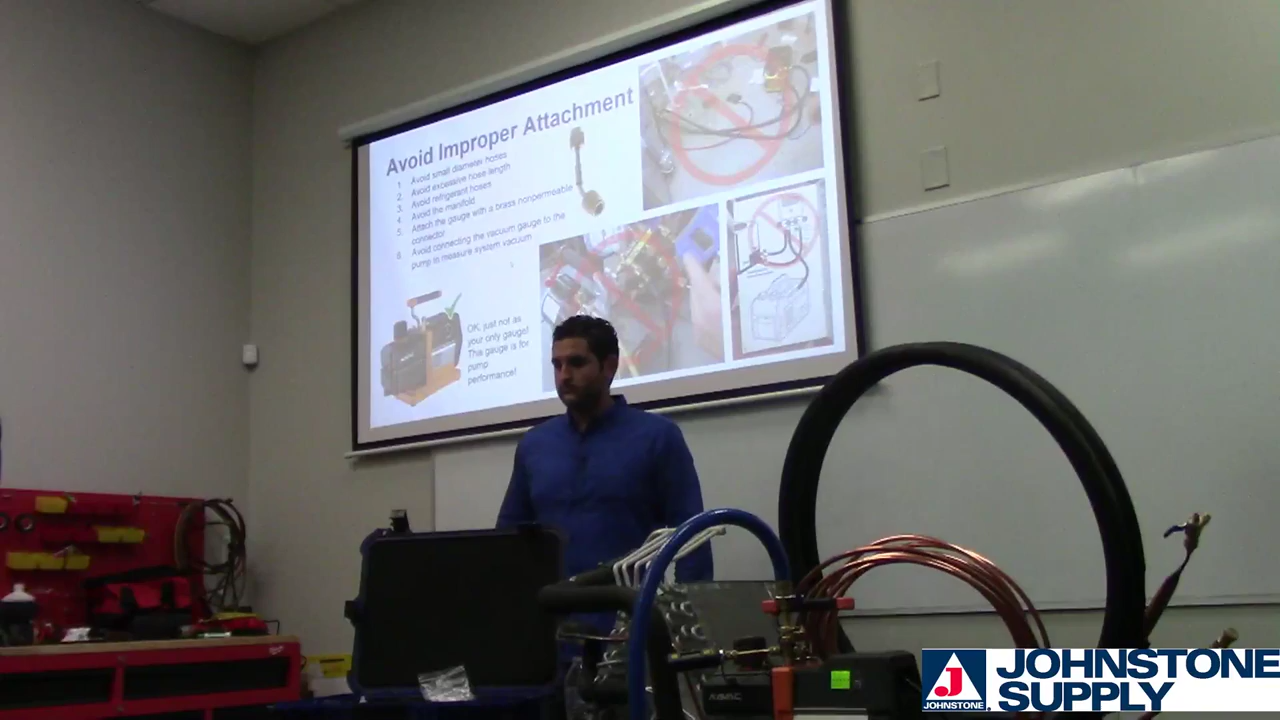 Avoid Improper Attachment
1. Avoid small diameter hoses
2. Avoid excessive hose length
3. Avoid refrigerant hoses
4. Avoid the manifold
5. Attach the gauge with a brass nonpermeable
connector
6. Avoid connecting the vacuum gauge to the
pump to measure system vacuum
OK, just not as
your only gauge!
This gauge is for
pump
performance!
J
JOHNSTONE
JOHNSTONE
SUPPLY